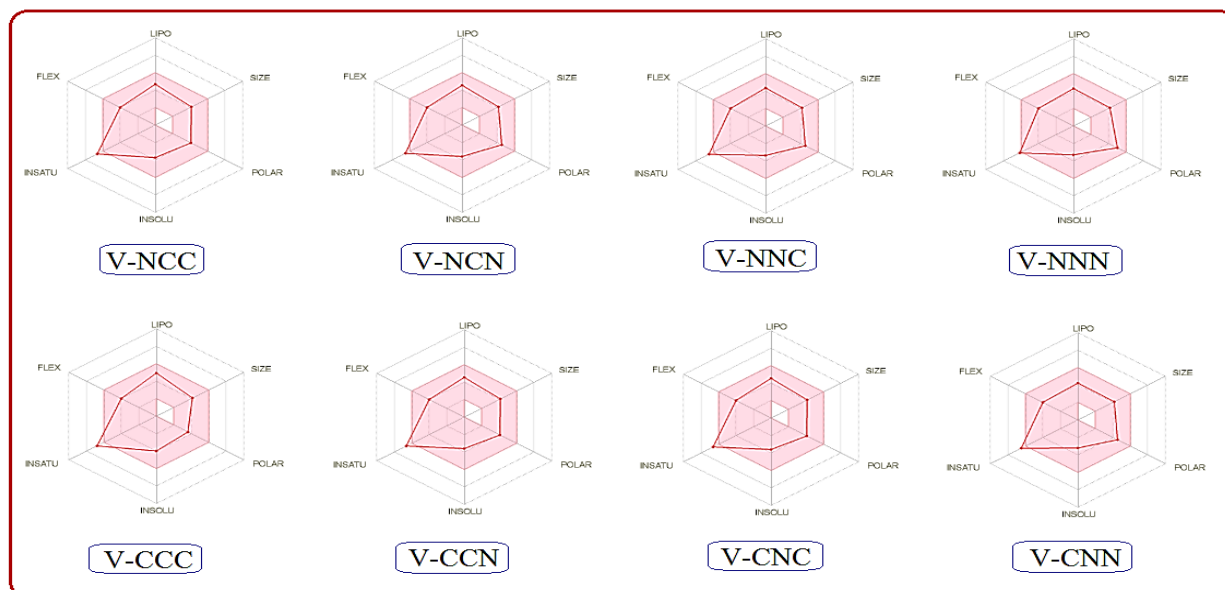 LIPO
FLEX
SIZE
INSATU
POLAR
INSOLU
V-NCC
LIPO
FLEX
SIZE
INSATU
POLAR
INSOLU
V-NCN
LIPO
FLEX
SIZE
INSATU
POLAR
INSOLU
V-NNC
LIPO
FLEX
SIZE
INSATU
POLAR
INSOLU
V-NNN
LIPO
FLEX
SIZE
INSATU
POLAR
INSOLU
V-CCC
LIPO
FLEX
SIZE
INSATU
POLAR
INSOLU
V-CCN
LIPO
FLEX
SIZE
INSATU
POLAR
INSOLU
V-CNC
LIPO
FLEX
SIZE
INSATU
POLAR
INSOLU
V-CNN